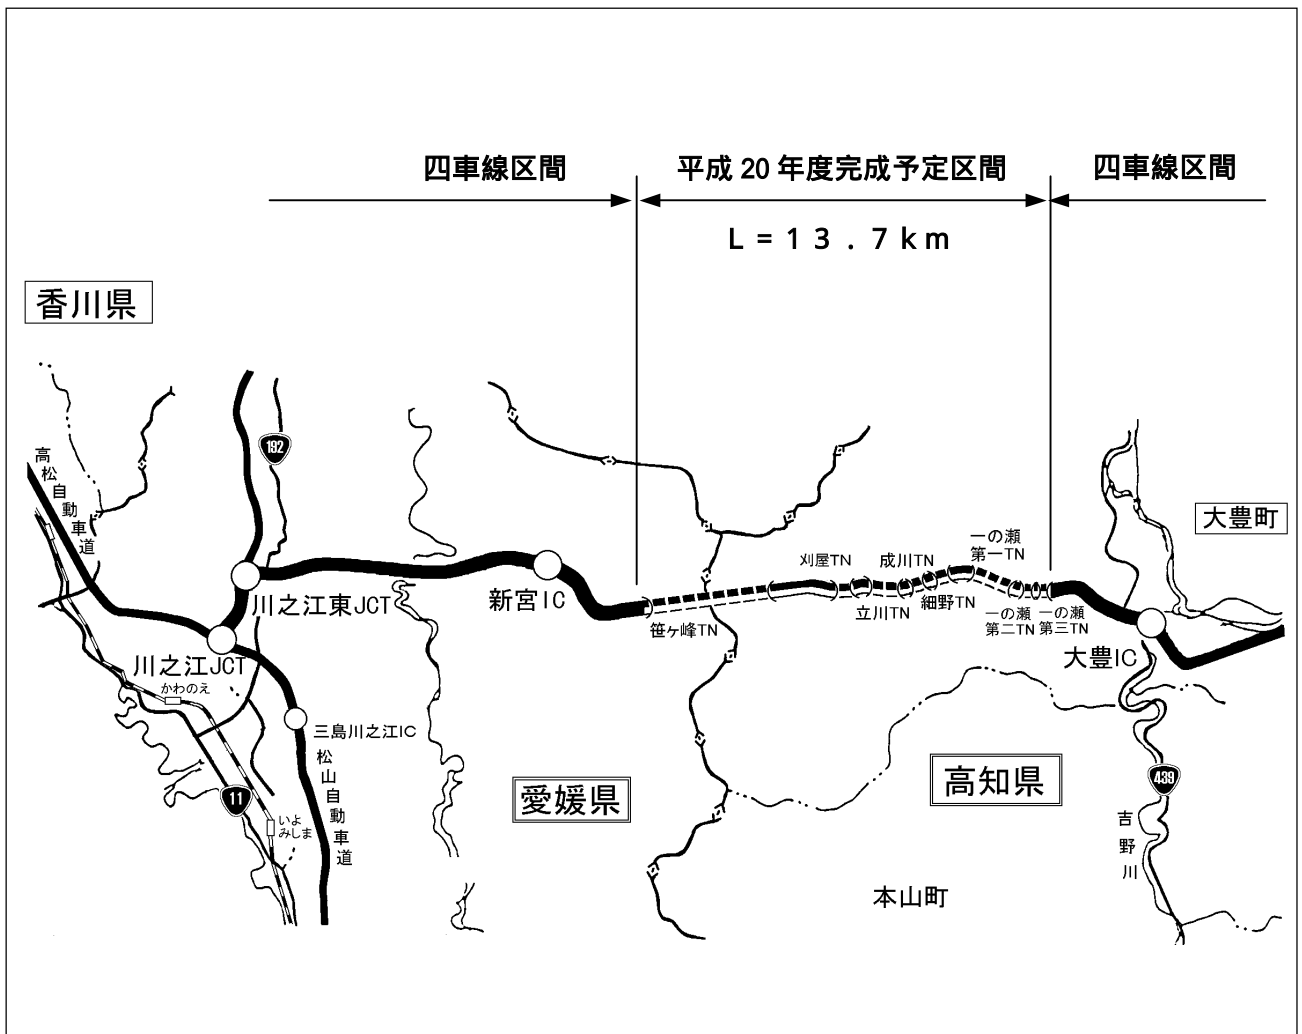 四車線区間
平成20年度完成予定区間
四車線区間
L=13.7km
香川県
192
高松自動車道
大豊町
一の瀬
第一TN
刈屋TN
成川TN
川之江東JCT
新宮IC
笹ヶ峰TN
立川TN
細野TN
一の瀬
第二TN
一の瀬
第三TN
大豊IC
川之江JCT
かわのえ
三島川之江IC
松山自動車道
愛媛県
高知県
439
11
いよ
みしま
吉野川
本山町